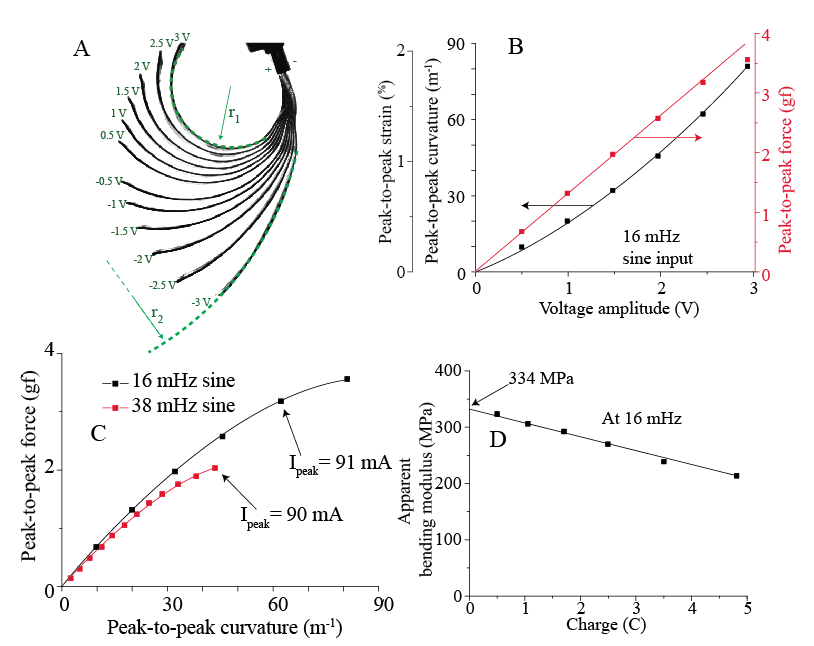 A
2.5 V
3 V
2 V
1.5 V
1 V
0.5 V
-0.5 V
-1 V
-1.5 V
-2 V
-2.5 V
-3 V
+
-
r1
r2
B
Peak-to-peak strain (%)
0
1
2
Peak-to-peak curvature (m-1)
0
30
60
90
Peak-to-peak force (gf)
0
1
2
3
4
16 mHz
sine input
0
1
2
3
Voltage amplitude (V)
C
16 mHz sine
38 mHz sine
Ipeak= 91 mA
Ipeak= 90 mA
Peak-to-peak force (gf)
0
2
4
0
30
60
90
Peak-to-peak curvature (m-1)
D
334 MPa
At 16 mHz
Apparent
bending modulus (MPa)
0
100
200
300
400
0
1
2
3
4
5
Charge (C)